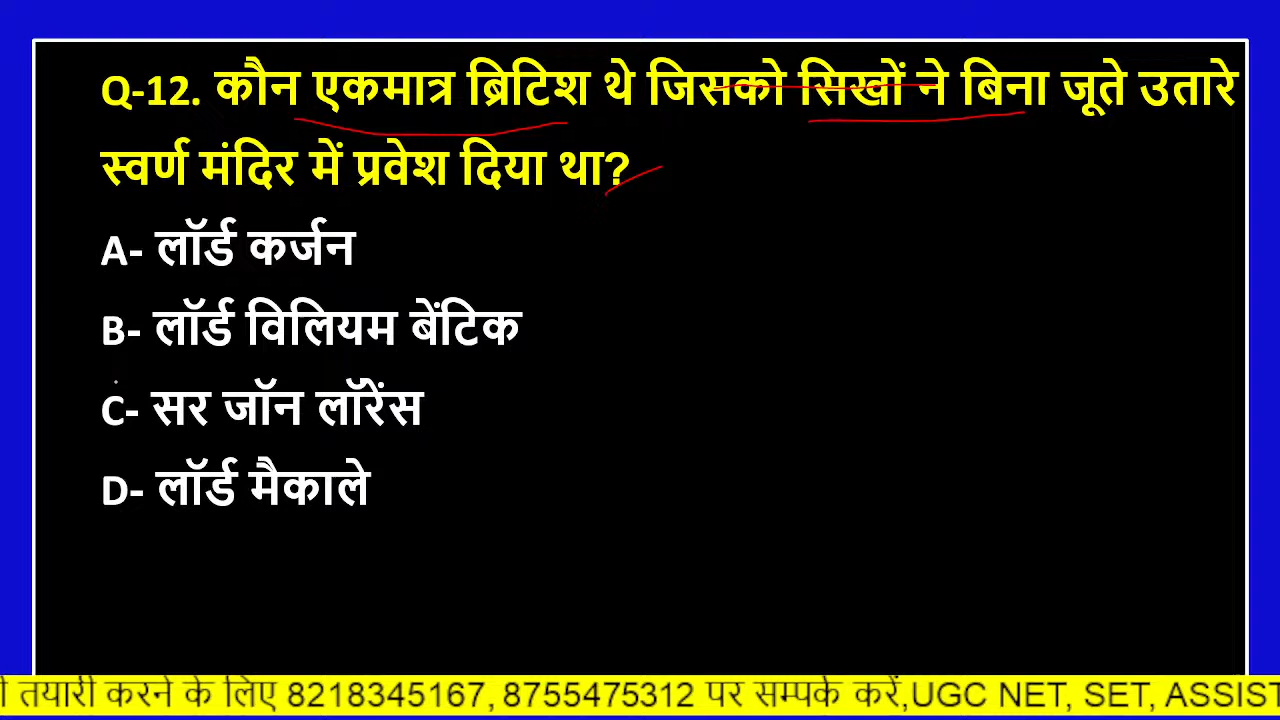 Q-12. कौन एकमात्र ब्रिटिश थे जिसको सिखों ने बिना जूते उतारे
स्वर्ण मंदिर में प्रवेश दिया था?
A- लॉर्ड कर्जन
B- लॉर्ड विलियम बेंटिक
C- सर जॉन लॉरेंस
D- लॉर्ड मैकाले
ी तयारी करने के लिए 8218345167, 8755475312 पर सम्पर्क करें,UGC NET, SET, ASSIST